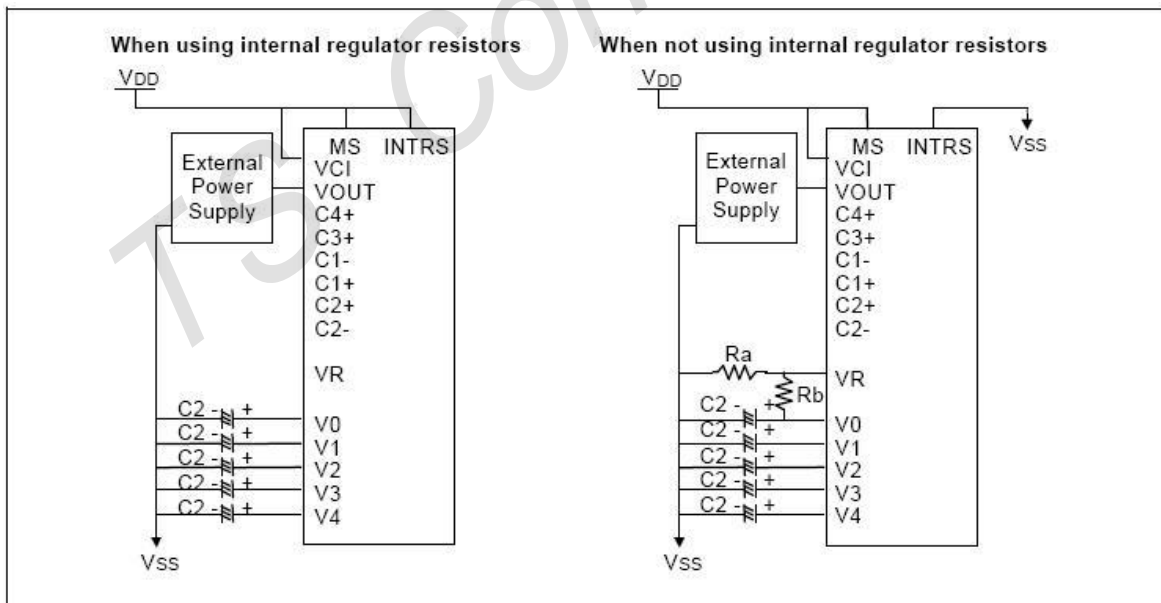 When using internal regulator resistors
VDD
External
Power
Supply
MS INTRS
VCI
VOUT
C4+
C3+
C1-
C1+
C2+
C2-
VR
C2 - + V0
C2 - + V1
C2 - + V2
C2 - + V3
C2 - + V4
VSS
When not using internal regulator resistors
VDD
VSS
External
Power
Supply
MS INTRS
VCI
VOUT
C4+
C3+
C1-
C1+
C2+
C2-
Ra
VR
Rb
C2 - + V0
C2 - + V1
C2 - + V2
C2 - + V3
C2 - + V4
VSS
TS Con